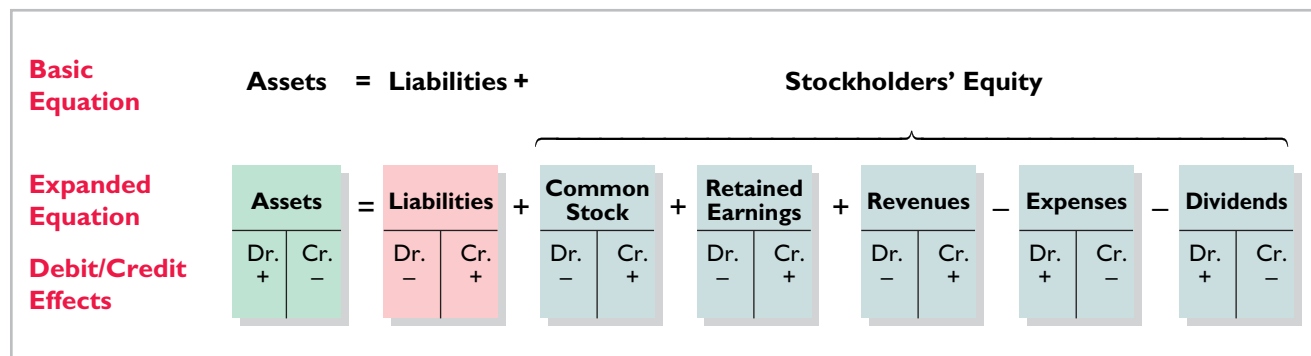 Basic
Equation
Assets = Liabilities + Stockholders’ Equity
Expanded
Equation
Assets = Liabilities + Common Stock + Retained Earnings + Revenues – Expenses – Dividends
Debit/Credit
Effects
Dr. Cr. Dr. Cr. Dr. Cr. Dr. Cr. Dr. Cr. Dr. Cr. Dr. Cr.
+ – – + – + – + – + + – + –